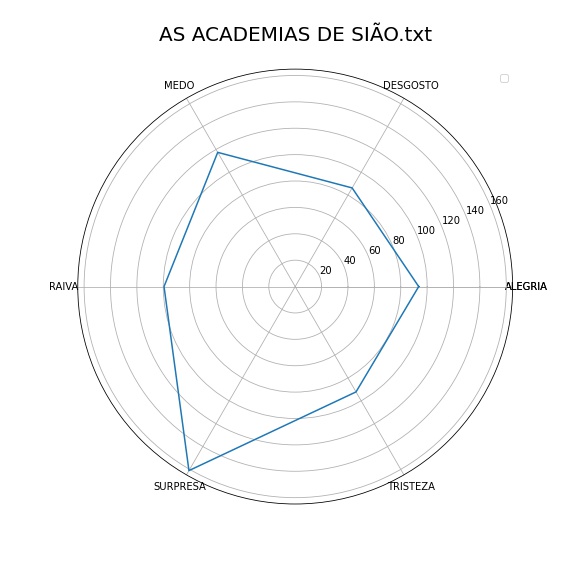 AS ACADEMIAS DE SIÃO.txt
MEDO
DESGOSTO
160
140
120
100
80
60
40
20
RAIVA
ALEGRIA
SURPRESA
TRISTEZA